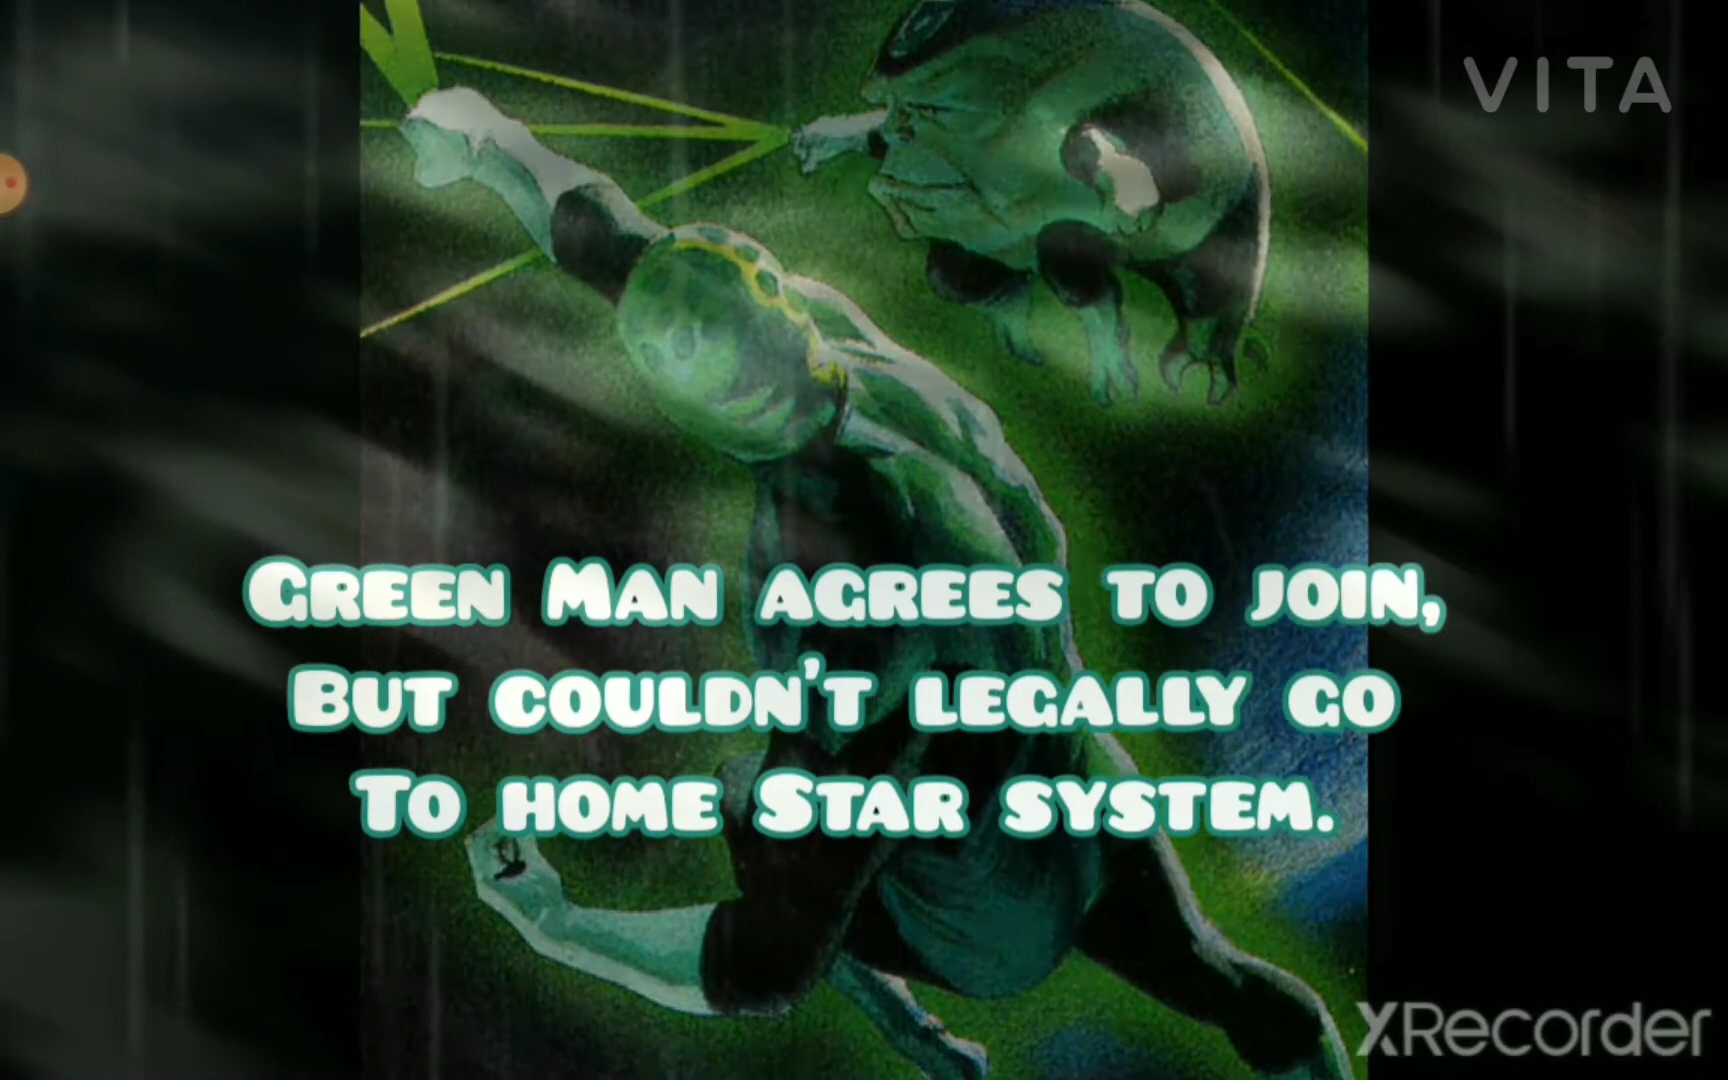 VITA
GREEN MAN AGREES TO JOIN,
BUT COULDN'T LEGALLY GO
TO HOME STAR SYSTEM.
XRecorder